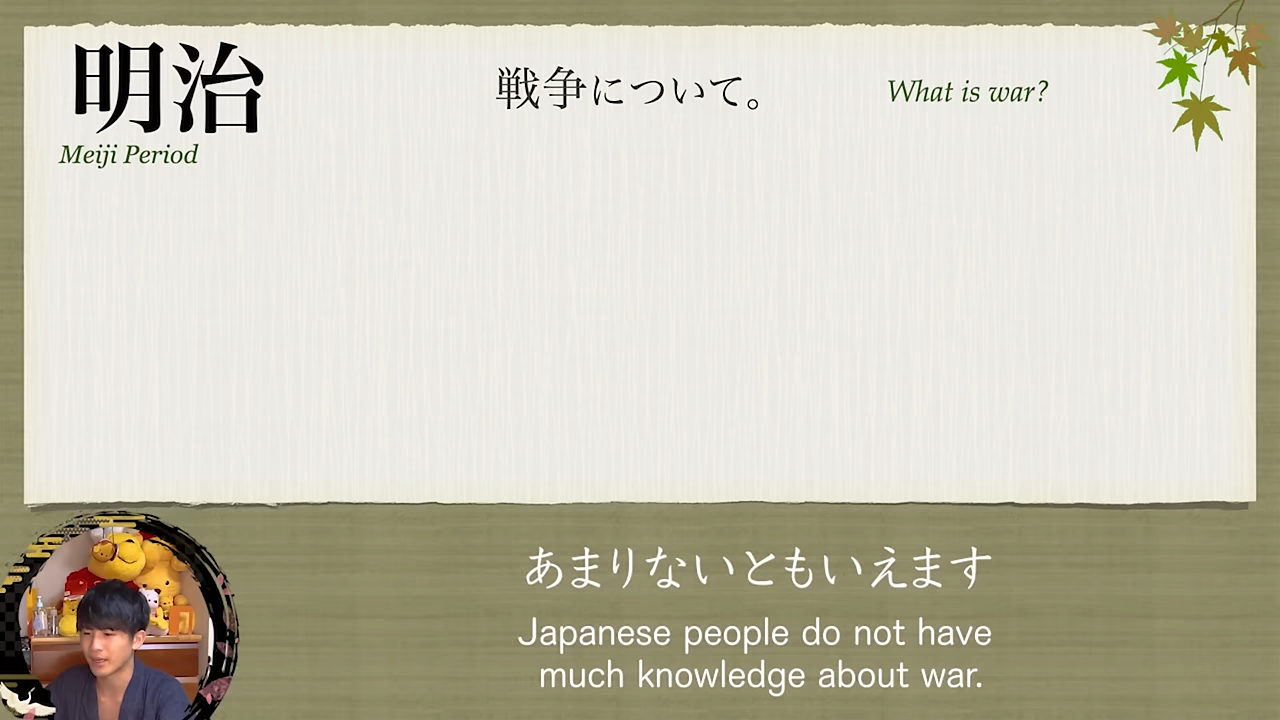 明治
Meiji Period
戦争について。
What is war?
あまりないともいえます
Japanese people do not have
much knowledge about war.